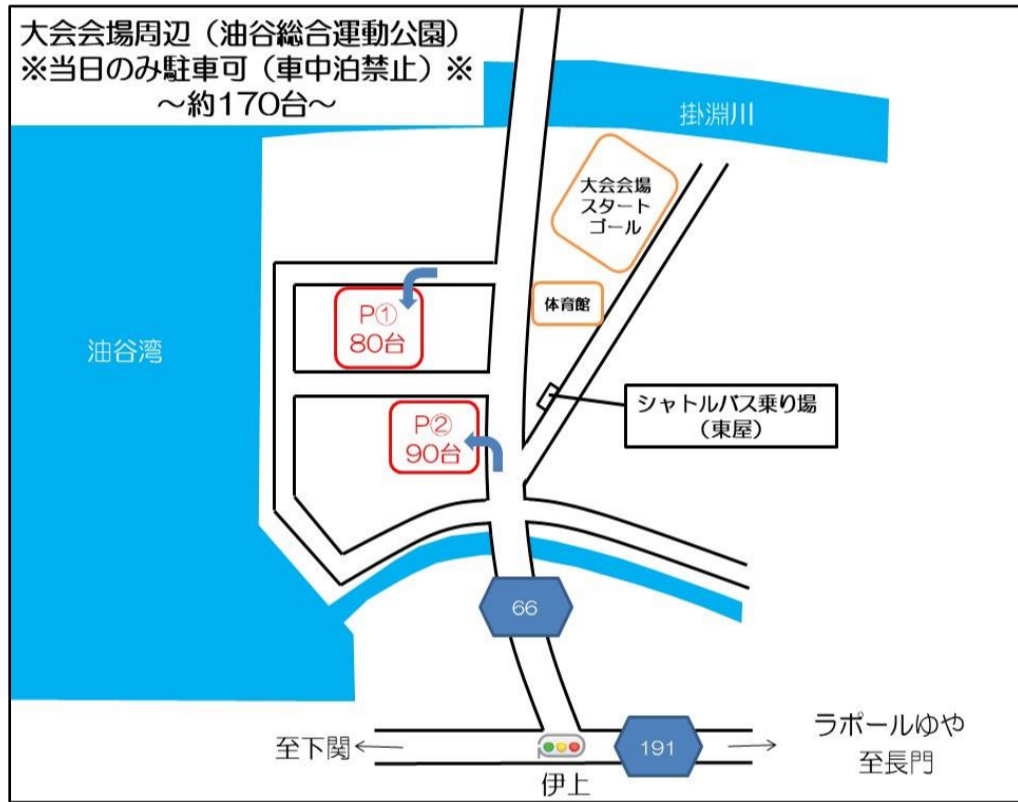 大会会場周辺（油谷総合運動公園）
※当日のみ駐車可（車中泊禁止）※
～約170台～
掛淵川
大会会場
スタート
ゴール
体育館
P①
80台
油谷湾
シャトルバス乗り場
（東屋）
P②
90台
66
至下関
191
ラポールゆや
至長門
伊上